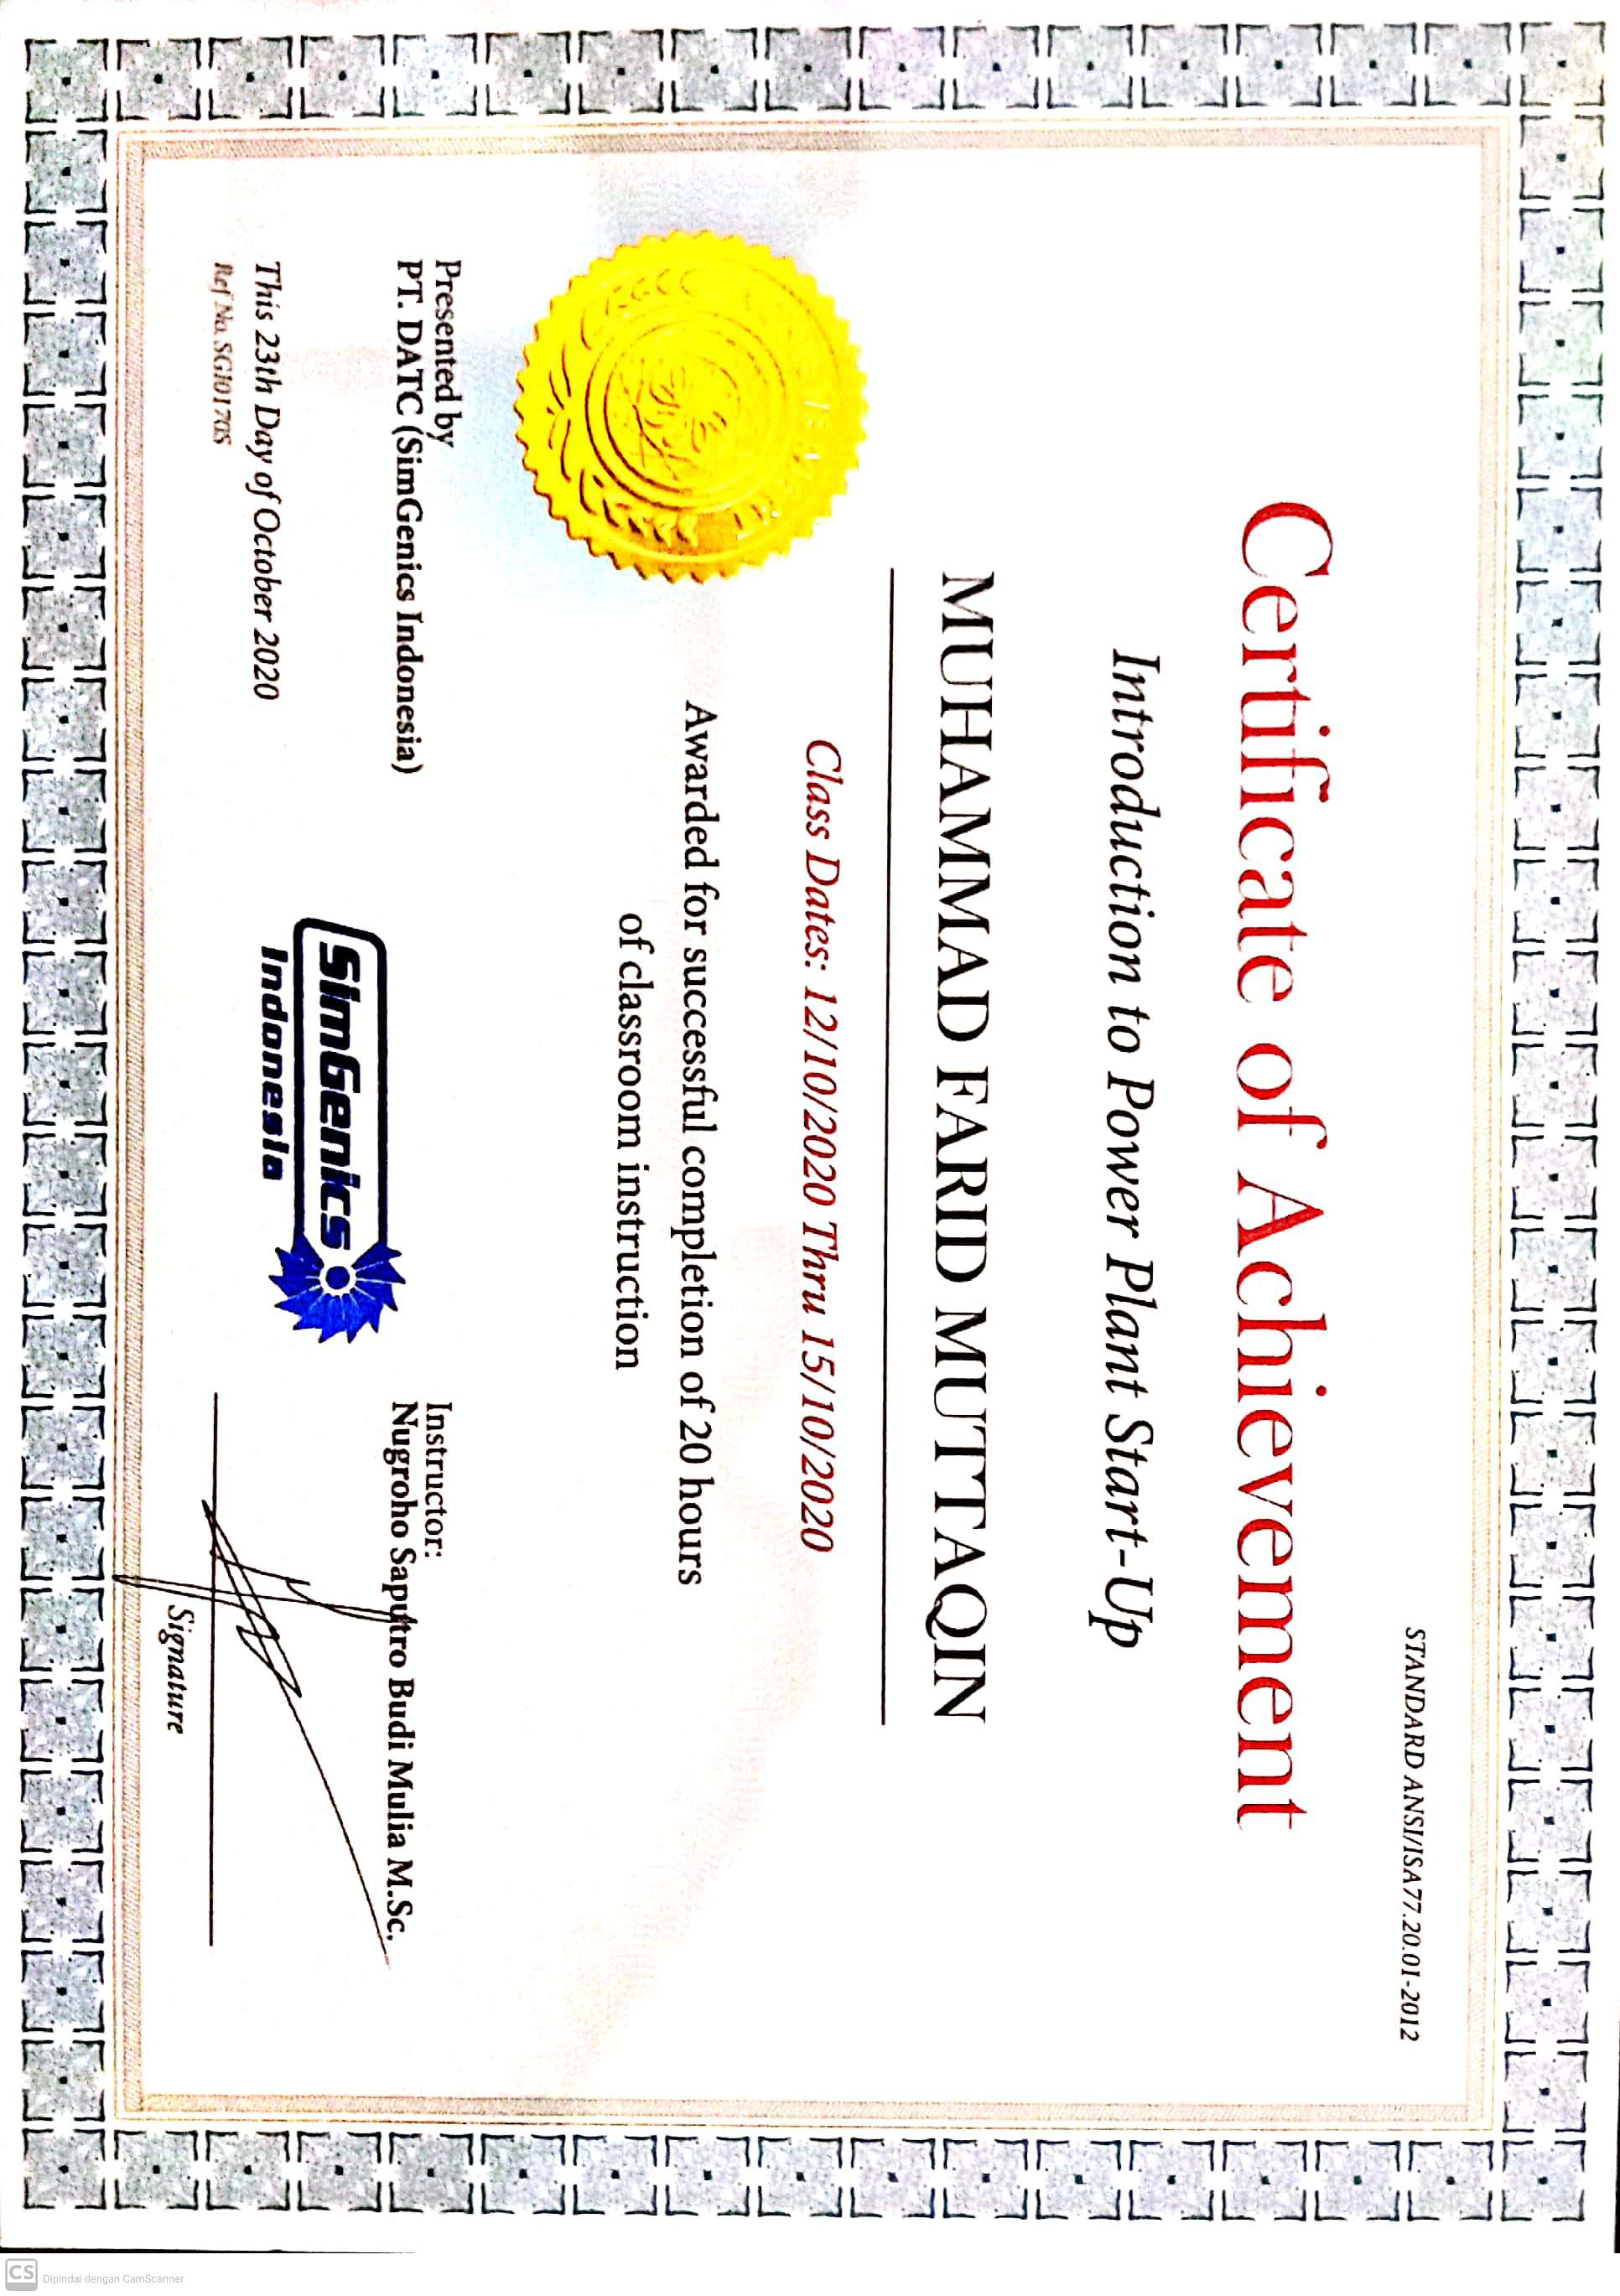 STANDARD ANSI/ISA77.20.01-2012
Certificate of Achievement
Introduction to Power Plant Start-Up
MUHAMMAD FARID MUTTAQIN
Class Dates: 12/10/2020 Thru 15/10/2020
Awarded for successful completion of 20 hours
of classroom instruction
Presented by
PT. DATC (SimGenics Indonesia)
This 23th Day of October 2020
Ref No.
SimGenics
Indonesia
Instructor:
Nugroho Saputro Budi Mulia M.Sc.
Signature
CS Dipindai dengan CamScanner